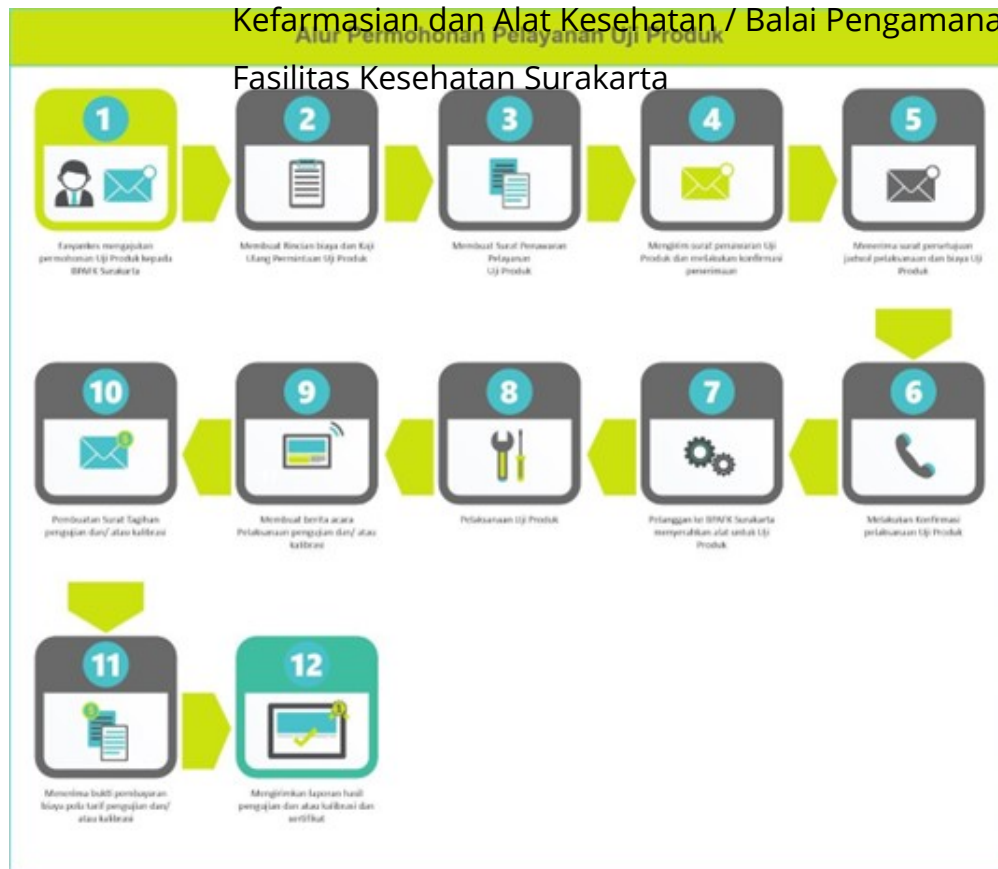 Kefarmasian dan Alat Kesehatan / Balai Pengamana
Alur Permohonan Pelayanan Uji Produk
Fasilitas Kesehatan Surakarta
1
Fasyankes mengajukan
permohonan Uji Produk kepada
BPAFK Surakarta
2
Membuat Rincian biaya dan Kaji
Ulang Permintaan Uji Produk
3
Membuat Surat Penawaran
Pelayanan
Uji Produk
4
Mengirim surat penawaran Uji
Produk dan melakukan konfirmasi
penerimaan
5
Menerima surat persetujuan
jadwal pelaksanaan dan biaya Uji
Produk
6
Melakukan Konfirmasi
pelaksanaan Uji Produk
7
Pelanggan ke BPAFK Surakarta
menyerahkan alat untuk Uji
Produk
8
Pelaksanaan Uji Produk
9
Membuat berita acara
Pelaksanaan pengujian dan/ atau
kalibrasi
10
Pembuatan Surat Tagihan
pengujian dan/ atau kalibrasi
11
Menerima bukti pembayaran
biaya pola tarif pengujian dan/
atau kalibrasi
12
Mengirimkan laporan hasil
pengujian dan atau kalibrasi dan
sertifikat